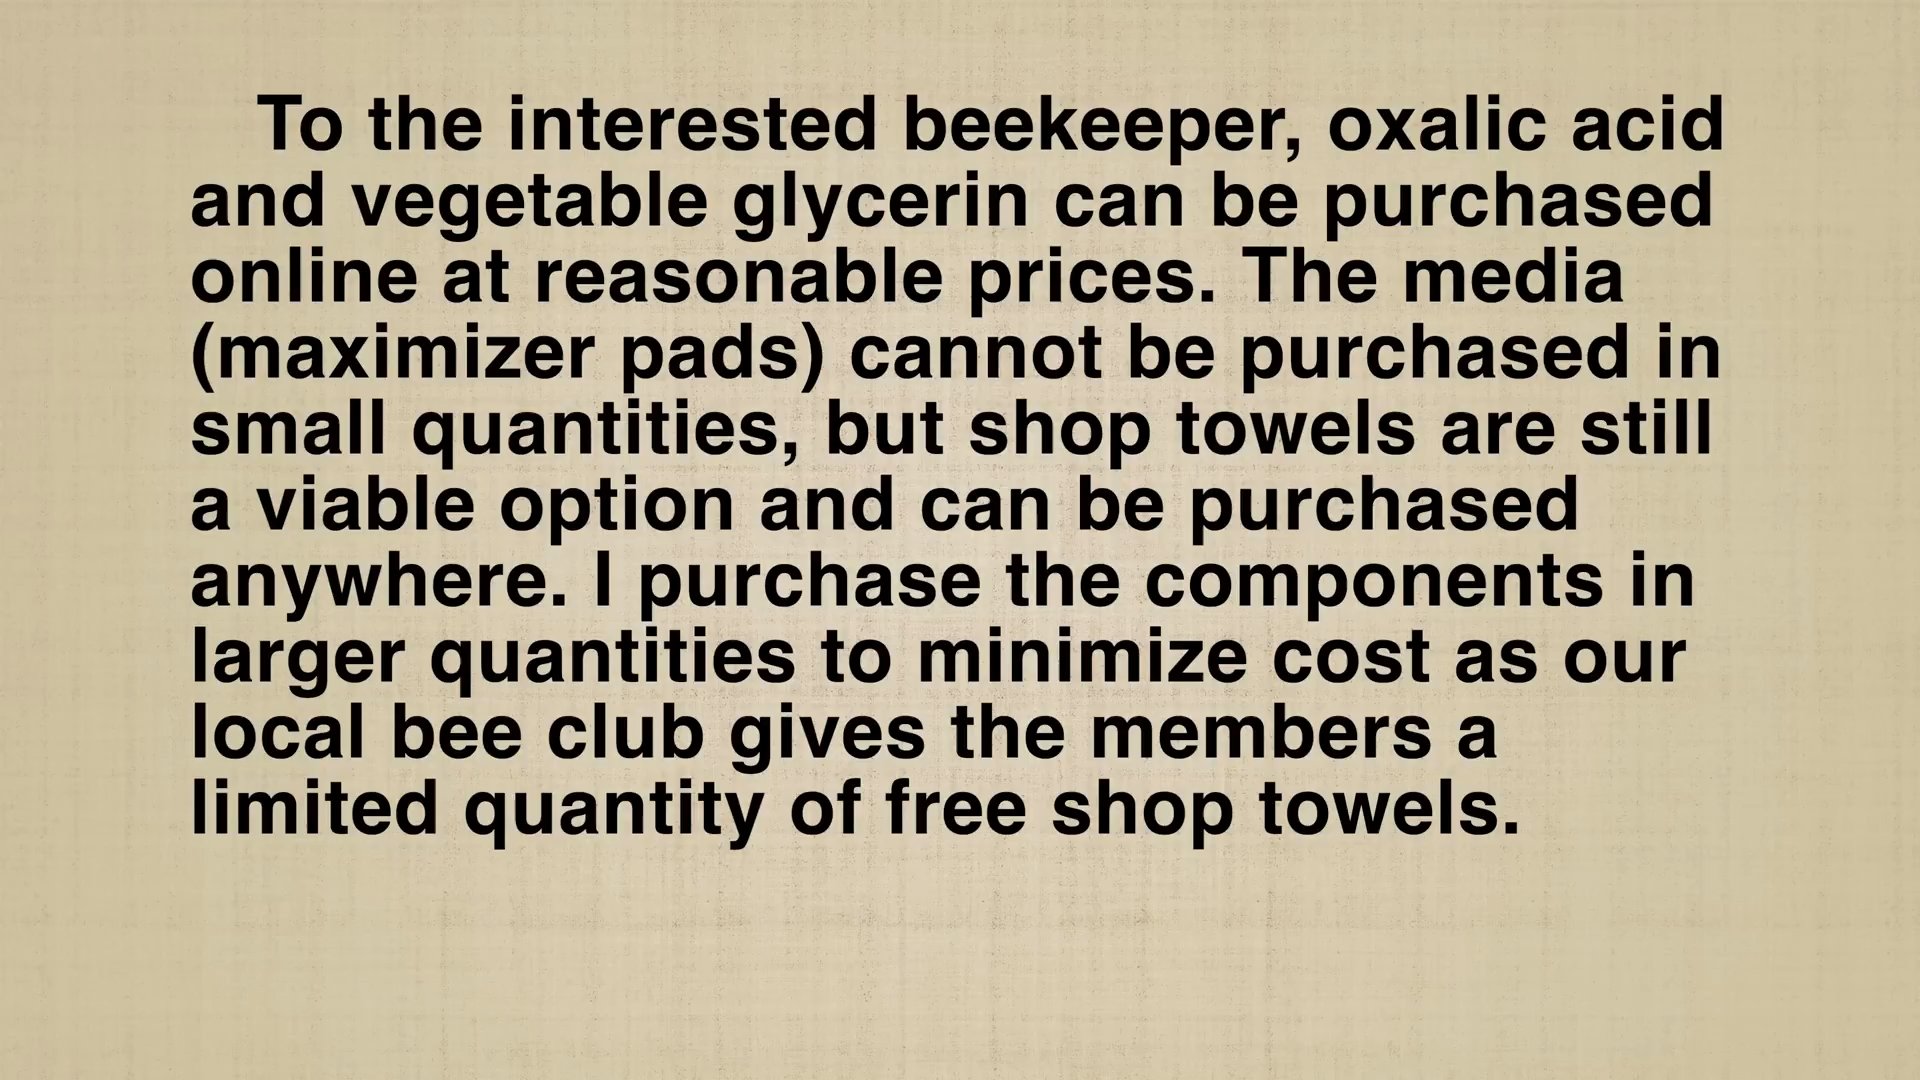 To the interested beekeeper, oxalic acid
and vegetable glycerin can be purchased
online at reasonable prices. The media
(maximizer pads) cannot be purchased in
small quantities, but shop towels are still
a viable option and can be purchased
anywhere. I purchase the components in
larger quantities to minimize cost as our
local bee club gives the members a
limited quantity of free shop towels.